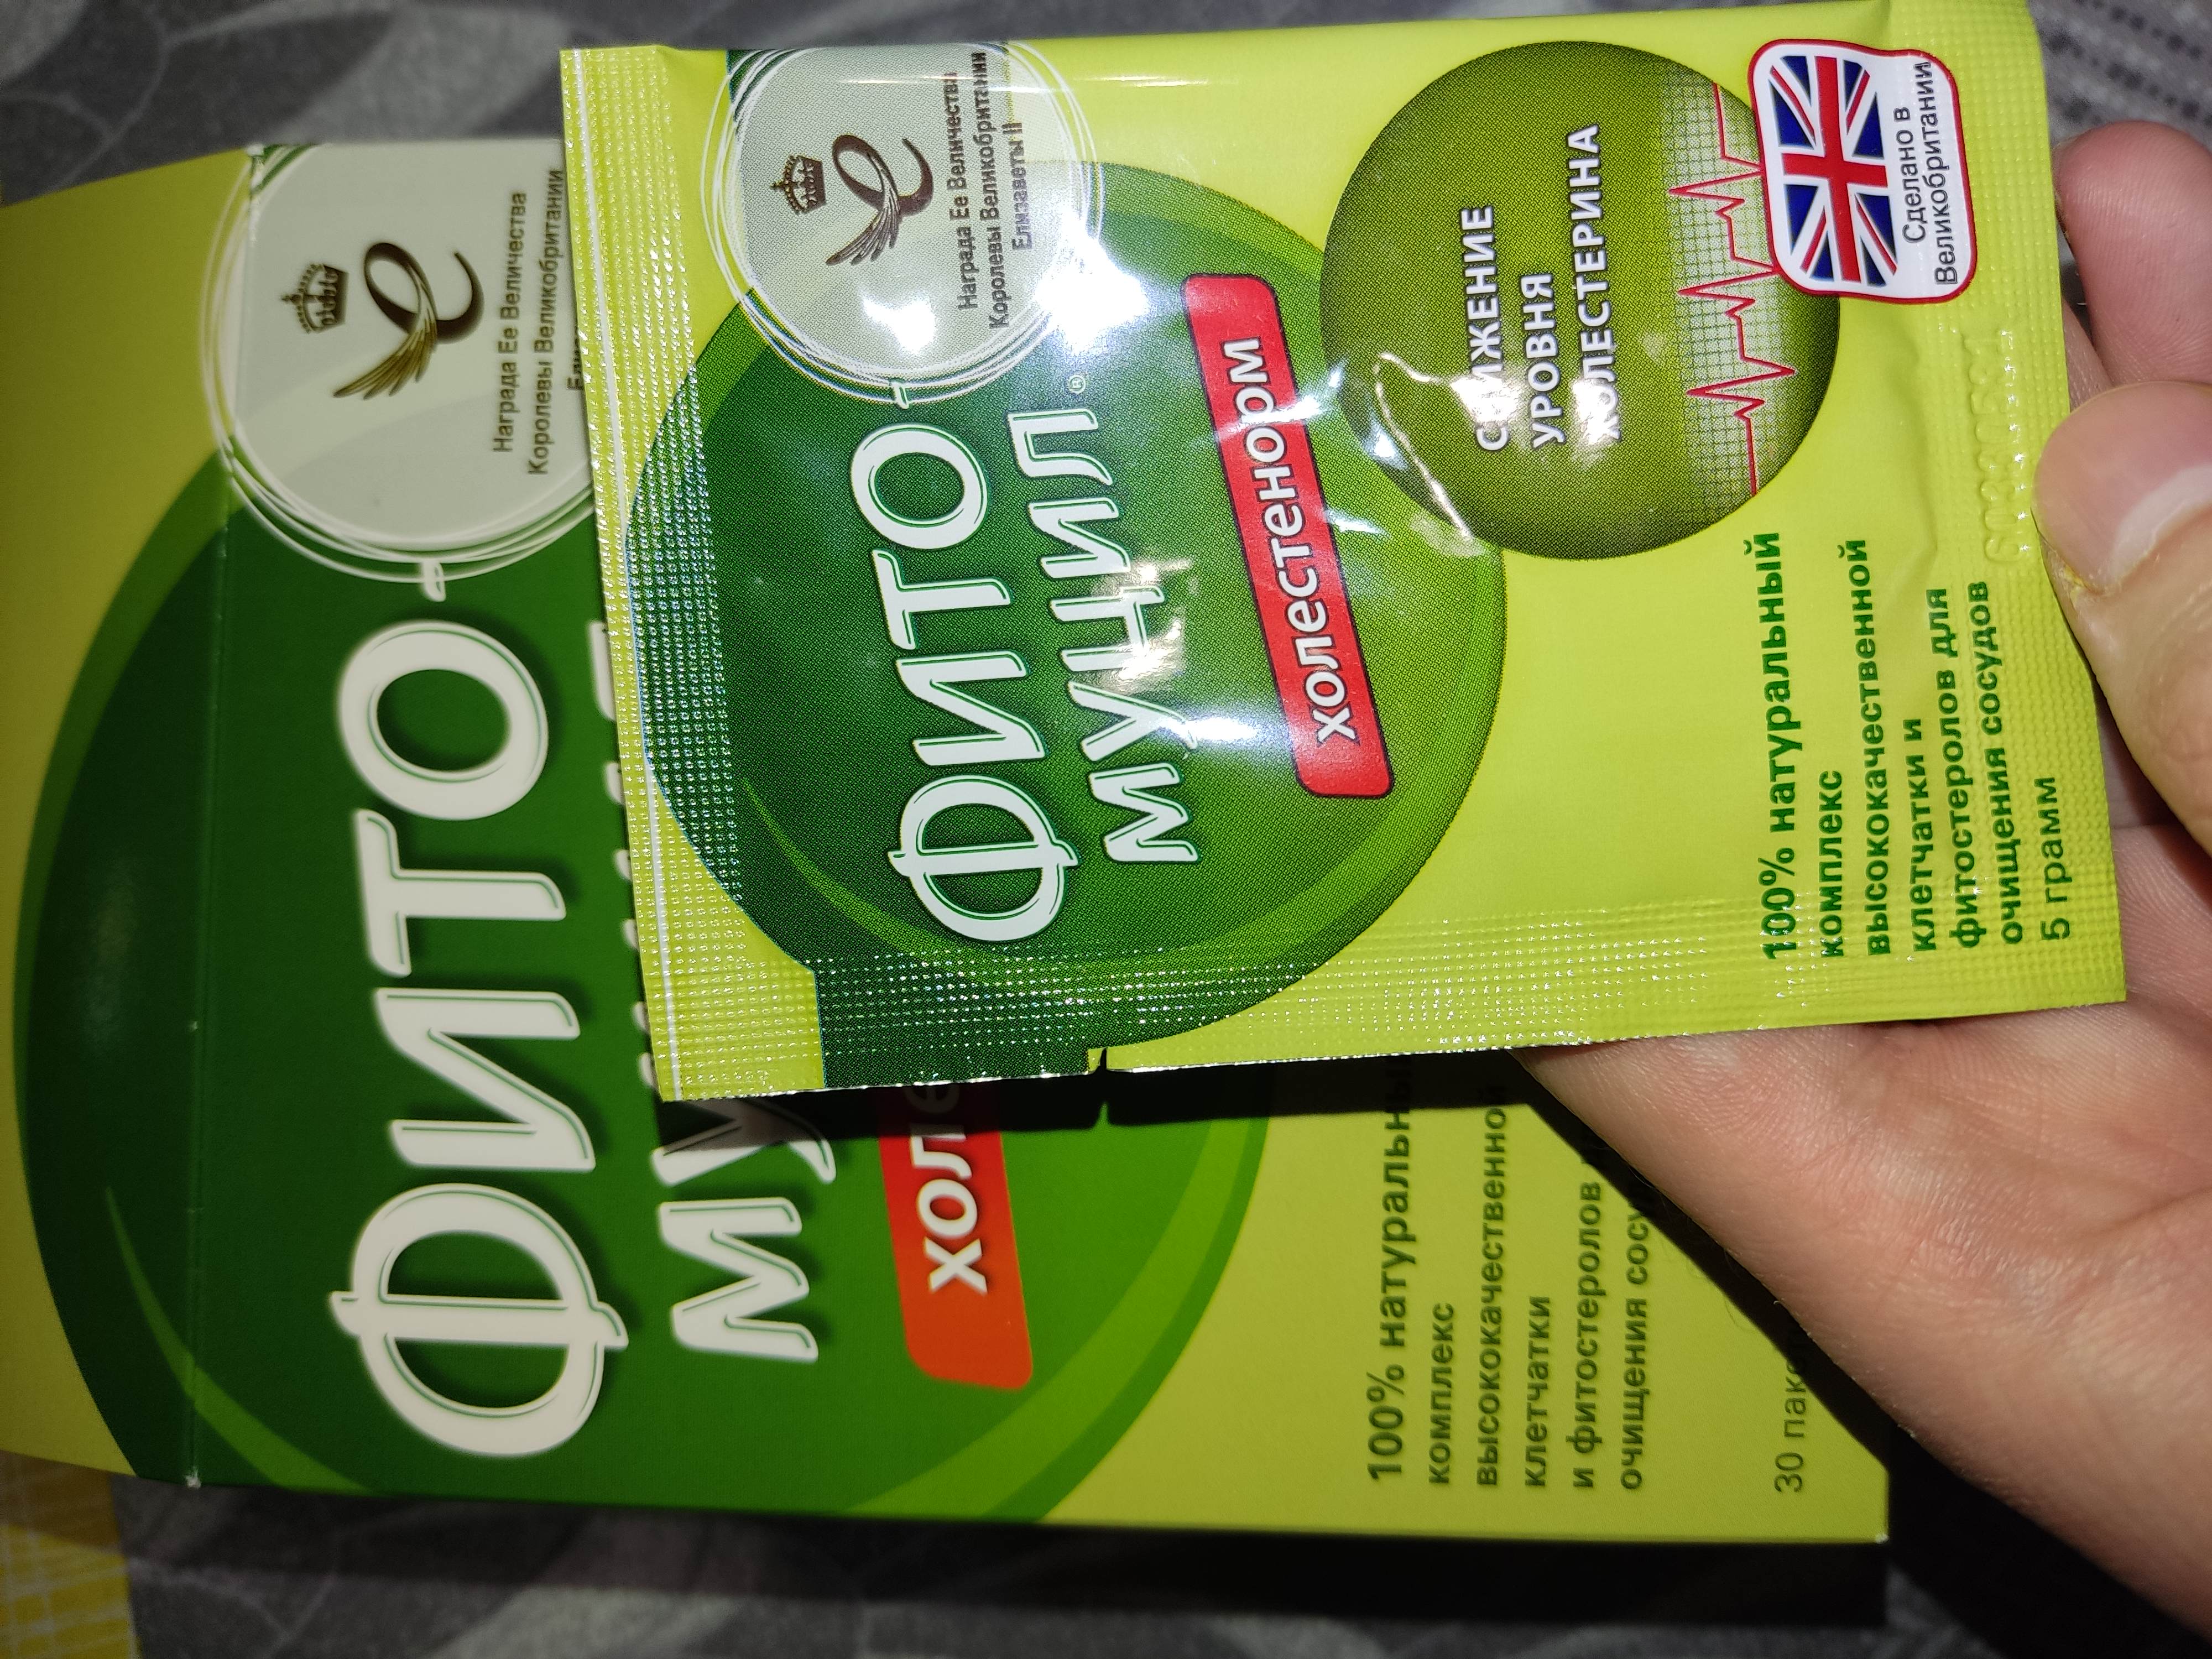 Награда Ее Величества
Королевы Великобритании
Елизаветы II
ФИТО-
МУЦИЛ®
холестенорм
СНИЖЕНИЕ
УРОВНЯ
ХОЛЕСТЕРИНА
Сделано в
Великобритании
100% натуральный
комплекс
высококачественной
клетчатки и
фитостеролов для
очищения сосудов
5 грамм
Награда Ее Величества
Королевы Великобритании
ФИТО-
100%
комплекс
клетчатки
и фитостеролов
очищения
30